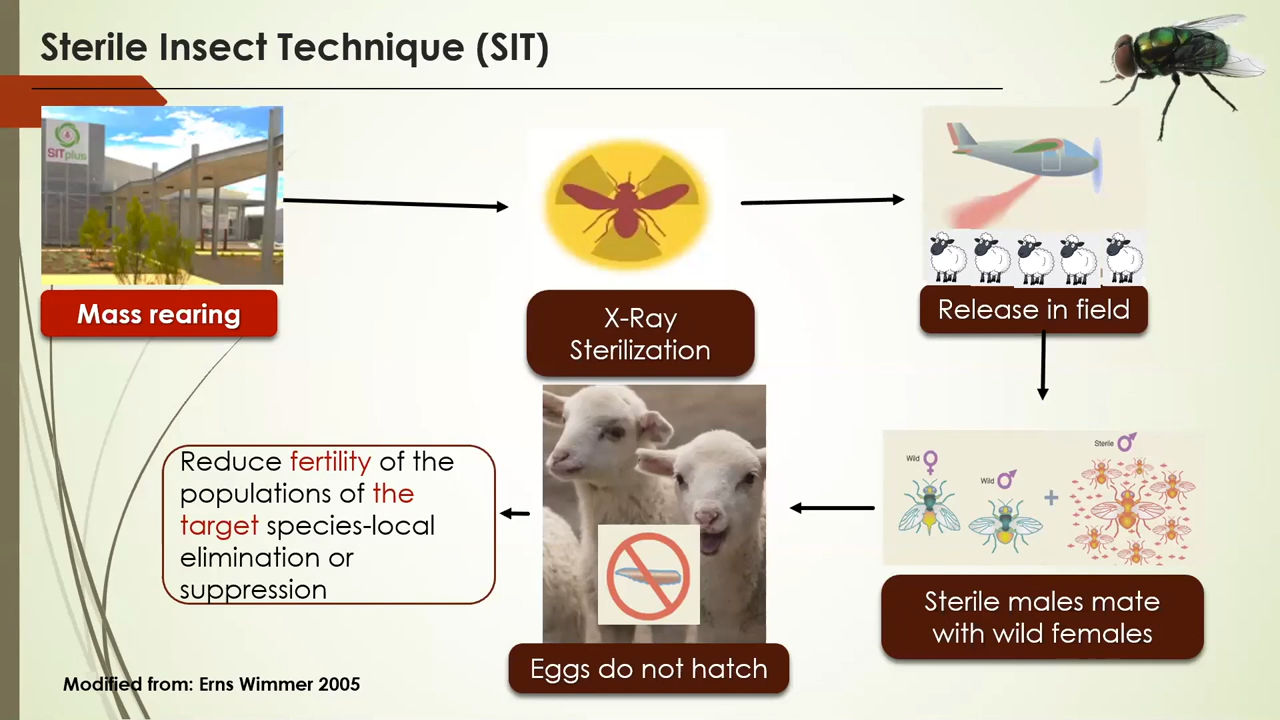 Sterile Insect Technique (SIT)
SITplus
Mass rearing
X-Ray
Sterilization
Release in field
Wild
Wild
Sterile
Sterile males mate
with wild females
Eggs do not hatch
Reduce fertility of the
populations of the
target species-local
elimination or
suppression
Modified from: Erns Wimmer 2005